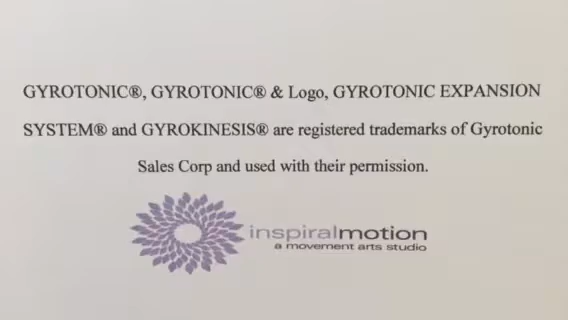 GYROTONIC®, GYROTONIC® & Logo, GYROTONIC EXPANSION
SYSTEM® and GYROKINESIS® are registered trademarks of Gyrotonic
Sales Corp and used with their permission.
inspiralmotion
a movement arts studio